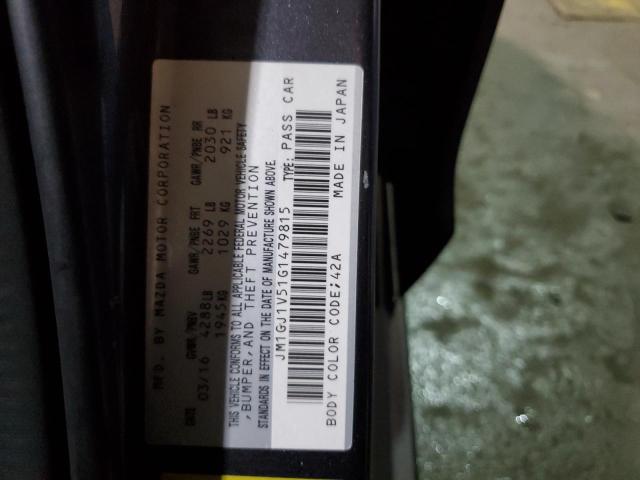 MFD. BY MAZDA MOTOR CORPORATION
DATE GVWR/PNBV GAWR/PNBE FRT GAWR/PNBE RR
03/16 4288LB 2269 LB 2030 LB
1945KG 1029 KG 921 KG
THIS VEHICLE CONFORMS TO ALL APPLICABLE FEDERAL MOTOR VEHICLE SAFETY
,BUMPER,AND THEFT PREVENTION
STANDARDS IN EFFECT ON THE DATE OF MANUFACTURE SHOWN ABOVE.
JM1GJ1V51G1479815 TYPE: PASS CAR
BODY COLOR CODE;42A MADE IN JAPAN